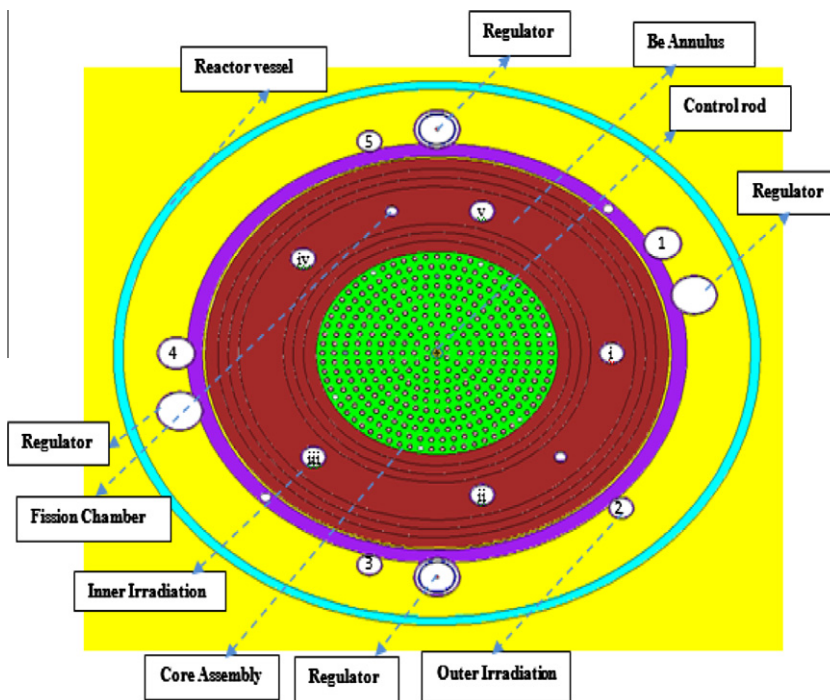 Regulator
Be Annulus
Reactor vessel
Control rod
5
v
Regulator
1
iv
4
i
Regulator
iii
ii
Fission Chamber
2
3
Inner Irradiation
Core Assembly
Regulator
Outer Irradiation